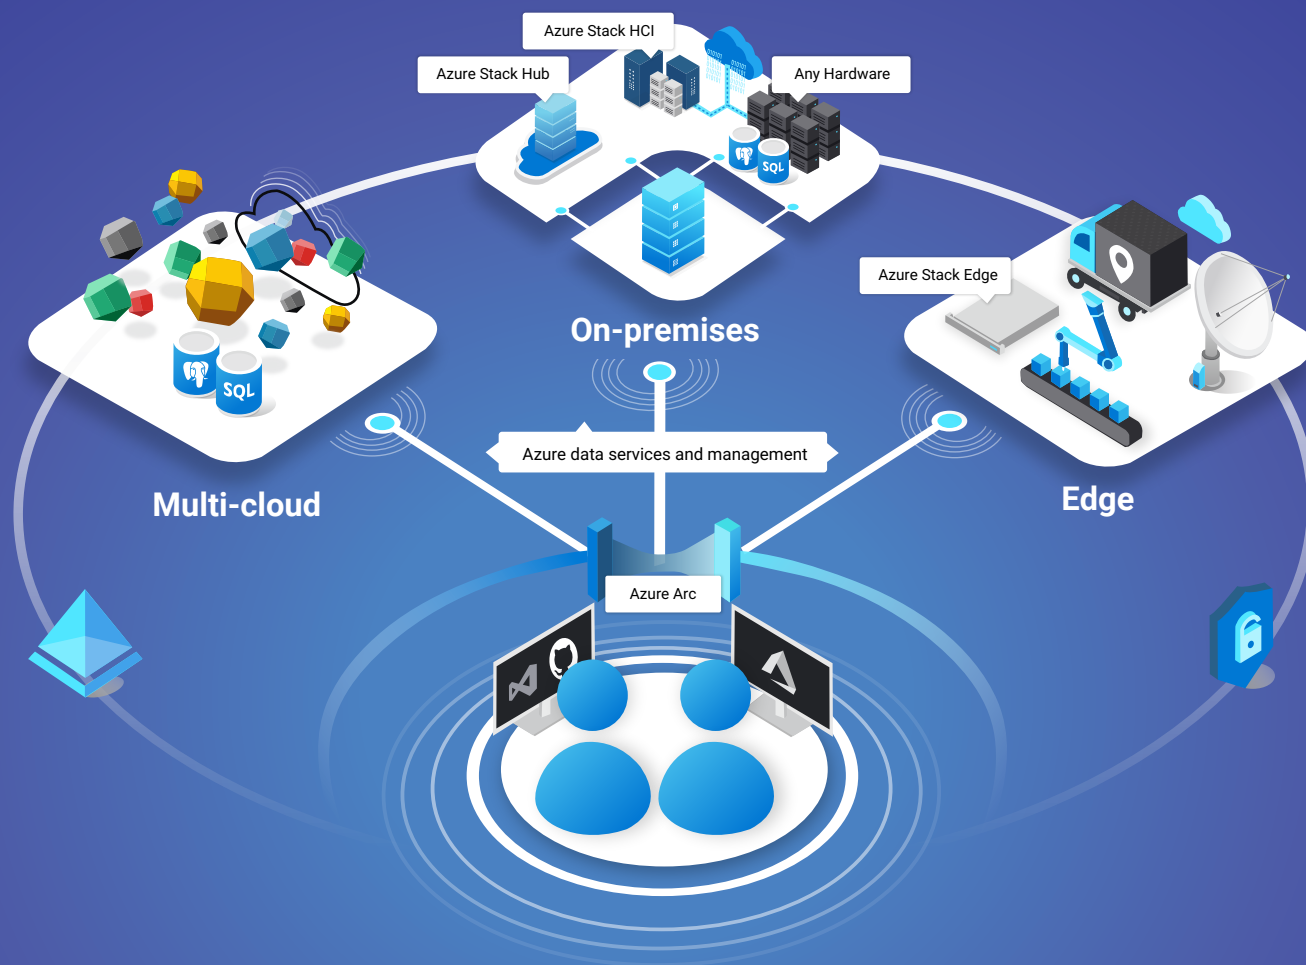 Azure Stack HCI
Azure Stack Hub
Any Hardware
SQL
On-premises
Azure Stack Edge
SQL
Multi-cloud
Azure data services and management
Edge
Azure Arc